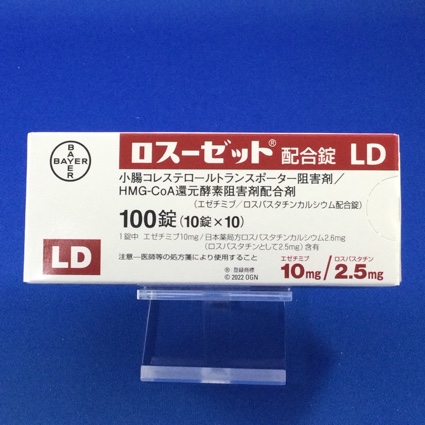 BAYER
BAYER
ロスーゼット® 配合錠 LD
小腸コレステロールトランスポーター阻害剤／
HMG-CoA還元酵素阻害剤配合剤
（エゼチミブ／ロスバスタチンカルシウム配合錠）
100錠（10錠×10）
1錠中 エゼチミブ10mg／日本薬局方ロスバスタチンカルシウム2.6mg
（ロスバスタチンとして2.5mg）含有
LD
注意－医師等の処方箋により使用すること
エゼチミブ ロスバスタチン
10mg／2.5mg
® 登録商標
© 2022 OGN